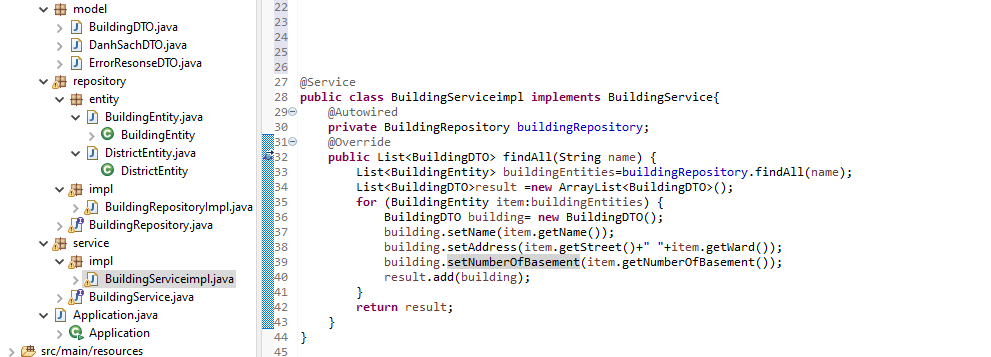 model
BuildingDTO.java
DanhSachDTO.java
ErrorResonseDTO.java
repository
entity
BuildingEntity.java
BuildingEntity
DistrictEntity.java
DistrictEntity
impl
BuildingRepositoryImpl.java
BuildingRepository.java
service
impl
BuildingServiceimpl.java
BuildingService.java
Application.java
Application
src/main/resources
22
23
24
25
26
27 @Service
28 public class BuildingServiceimpl implements BuildingService{
29 @Autowired
30 private BuildingRepository buildingRepository;
31 @Override
32 public List<BuildingDTO> findAll(String name) {
33 List<BuildingEntity> buildingEntities=buildingRepository.findAll(name);
34 List<BuildingDTO>result =new ArrayList<BuildingDTO>();
35 for (BuildingEntity item:buildingEntities) {
36 BuildingDTO building= new BuildingDTO();
37 building.setName(item.getName());
38 building.setAddress(item.getStreet()+" "+item.getWard());
39 building.setNumberOfBasement(item.getNumberOfBasement());
40 result.add(building);
41 }
42 return result;
43 }
44 }
45